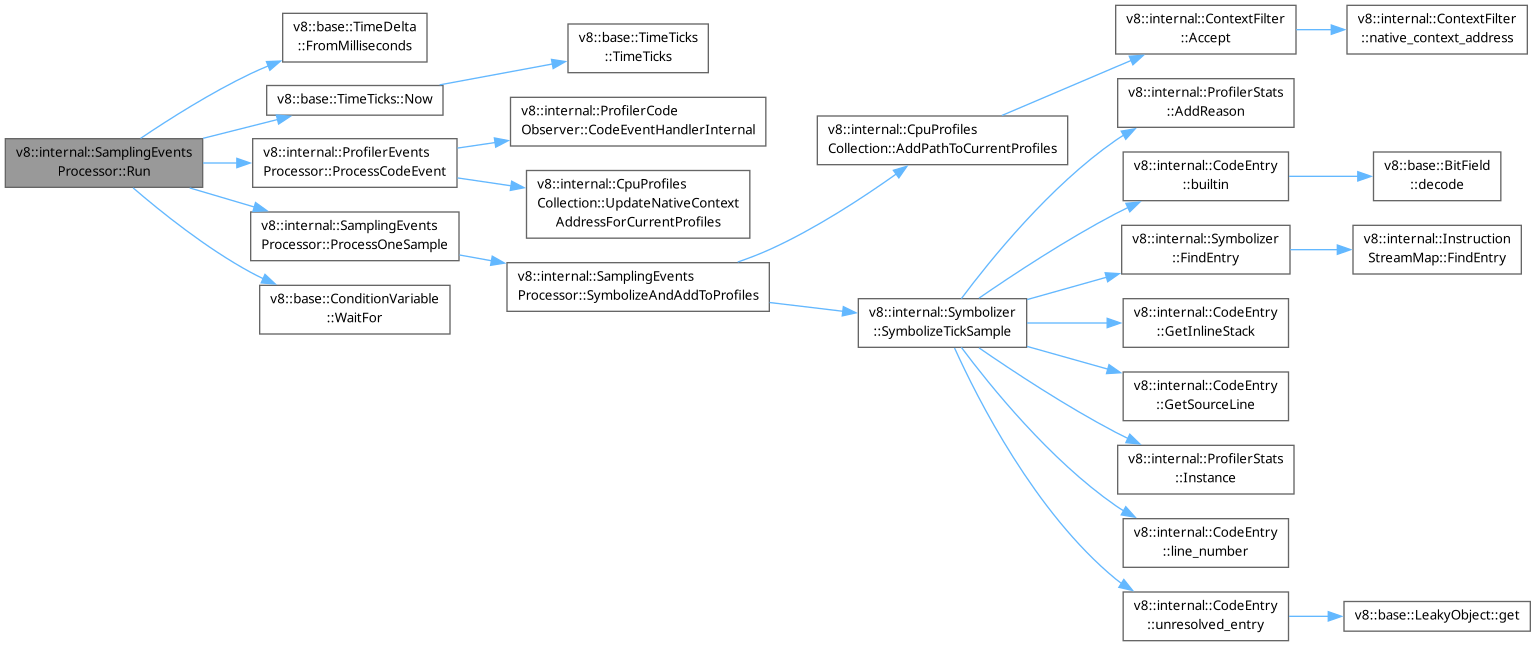 v8::internal::SamplingEvents
Processor::Run
v8::base::TimeDelta
::FromMilliseconds
v8::base::TimeTicks::Now
v8::base::TimeTicks
::TimeTicks
v8::internal::ProfilerEvents
Processor::ProcessCodeEvent
v8::internal::ProfilerCode
Observer::CodeEventHandlerInternal
v8::internal::CpuProfiles
Collection::UpdateNativeContext
AddressForCurrentProfiles
v8::internal::SamplingEvents
Processor::ProcessOneSample
v8::internal::SamplingEvents
Processor::SymbolizeAndAddToProfiles
v8::internal::CpuProfiles
Collection::AddPathToCurrentProfiles
v8::internal::ContextFilter
::Accept
v8::internal::ContextFilter
::native_context_address
v8::internal::Symbolizer
::SymbolizeTickSample
v8::internal::ProfilerStats
::AddReason
v8::internal::CodeEntry
::builtin
v8::base::BitField
::decode
v8::internal::Symbolizer
::FindEntry
v8::internal::Instruction
StreamMap::FindEntry
v8::internal::CodeEntry
::GetInlineStack
v8::internal::CodeEntry
::GetSourceLine
v8::internal::ProfilerStats
::Instance
v8::internal::CodeEntry
::line_number
v8::internal::CodeEntry
::unresolved_entry
v8::base::LeakyObject::get
v8::base::ConditionVariable
::WaitFor